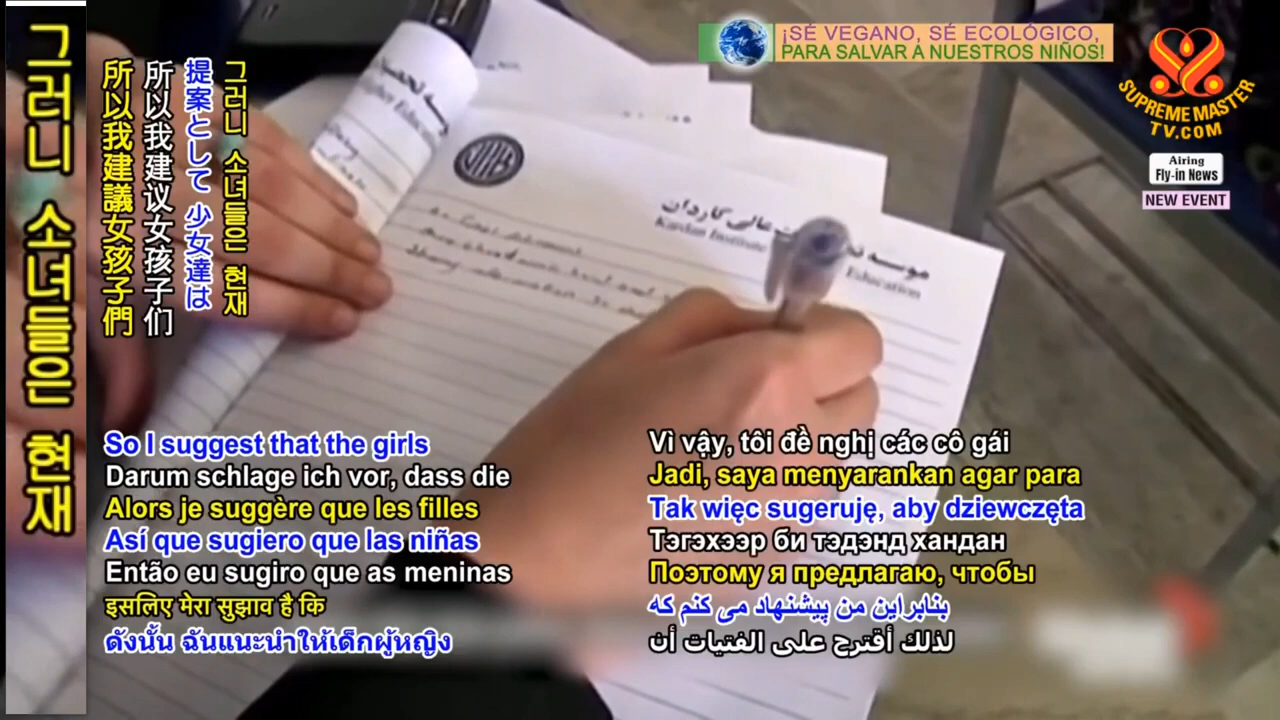 그러니 소녀들은 현재
그러니 소녀들은 현재
提案として 少女達は
所以我建议女孩子们
所以我建議女孩子們
¡SÉ VEGANO, SÉ ECOLÓGICO,
PARA SALVAR A NUESTROS NIÑOS!
SUPREME MASTER
TV.COM
Airing
Fly-in News
NEW EVENT
Higher Educa
عالی کاردان
موسسه
Kardan Institute
Education
So I suggest that the girls
Darum schlage ich vor, dass die
Alors je suggère que les filles
Así que sugiero que las niñas
Então eu sugiro que as meninas
इसलिए मेरा सुझाव है कि
ดังนั้น ฉันแนะนำให้เด็กผู้หญิง
Vì vậy, tôi đề nghị các cô gái
Jadi, saya menyarankan agar para
Tak więc sugeruję, aby dziewczęta
Тэгэхээр би тэдэнд хандан
Поэтому я предлагаю, чтобы
بنابراین من پیشنهاد می کنم که
لذلك أقترح على الفتيات أن